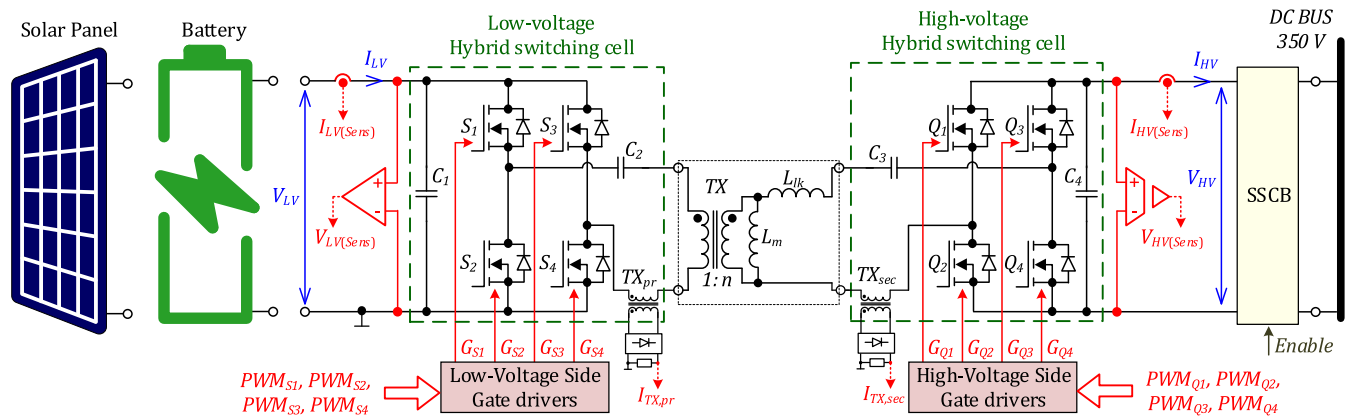 Solar Panel
Battery
Low-voltage
Hybrid switching cell
High-voltage
Hybrid switching cell
DC BUS
350 V
I_LV
I_HV
I_LV(Sens)
S_1
S_3
Q_1
Q_3
I_HV(Sens)
C_2
C_3
C_1
TX
L_lk
C_4
V_LV
+
-
L_m
+
-
V_HV
SSCB
V_LV(Sens)
S_2
S_4
TX_pr
1:n
TX_sec
Q_2
Q_4
V_HV(Sens)
G_S1 G_S2 G_S3 G_S4
G_Q1 G_Q2 G_Q3 G_Q4
Enable
PWM_S1, PWM_S2,
PWM_S3, PWM_S4
Low-Voltage Side
Gate drivers
I_TX,pr
I_TX,sec
High-Voltage Side
Gate drivers
PWM_Q1, PWM_Q2,
PWM_Q3, PWM_Q4